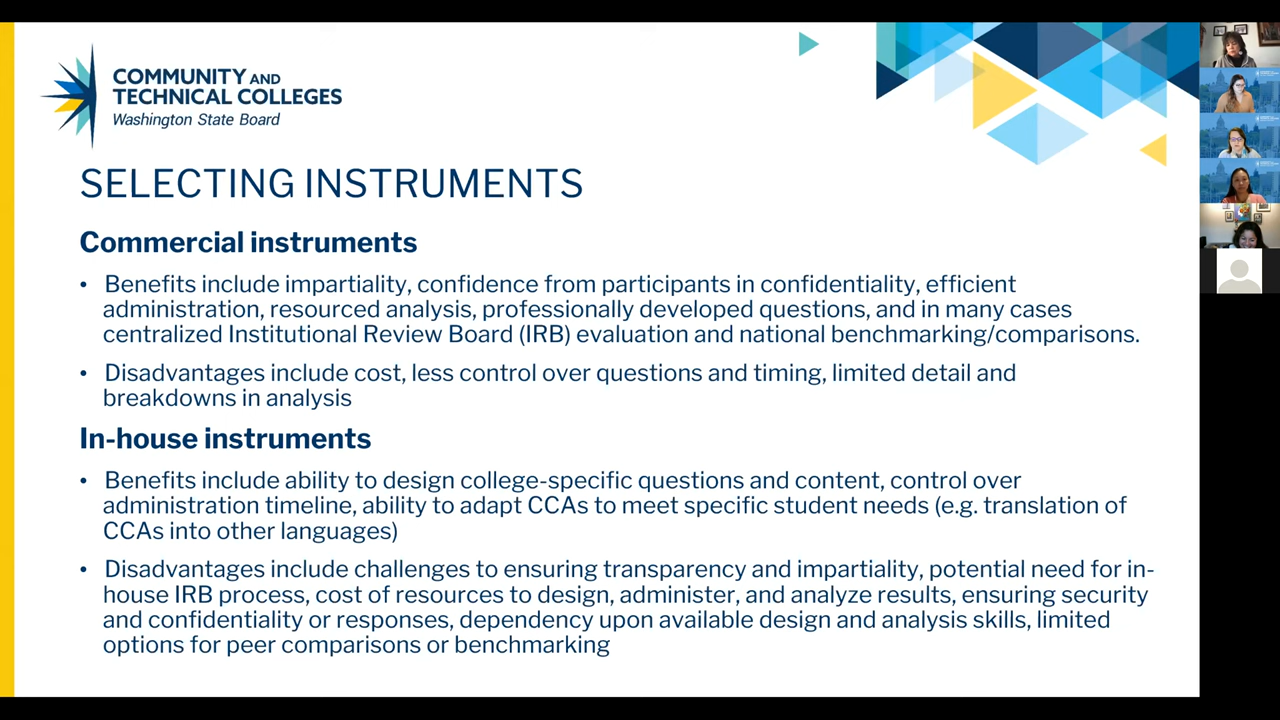 COMMUNITY AND
TECHNICAL COLLEGES
Washington State Board
SELECTING INSTRUMENTS
Commercial instruments
• Benefits include impartiality, confidence from participants in confidentiality, efficient
administration, resourced analysis, professionally developed questions, and in many cases
centralized Institutional Review Board (IRB) evaluation and national benchmarking/comparisons.
• Disadvantages include cost, less control over questions and timing, limited detail and
breakdowns in analysis
In-house instruments
• Benefits include ability to design college-specific questions and content, control over
administration timeline, ability to adapt CCAs to meet specific student needs (e.g. translation of
CCAs into other languages)
• Disadvantages include challenges to ensuring transparency and impartiality, potential need for in-
house IRB process, cost of resources to design, administer, and analyze results, ensuring security
and confidentiality or responses, dependency upon available design and analysis skills, limited
options for peer comparisons or benchmarking